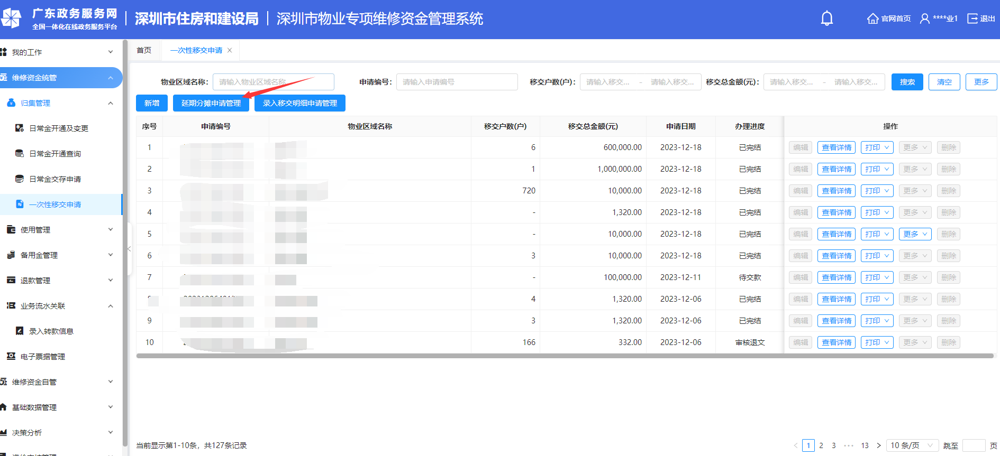 广东政务服务网
全国一体化在线政务服务平台
深圳市住房和建设局
深圳市物业专项维修资金管理系统
官网首页
****业1
退出
我的工作
维修资金统管
归集管理
日常金开通及变更
日常金开通查询
日常金交存申请
一次性移交申请
使用管理
备用金管理
退款管理
业务流水关联
录入转款信息
电子票据管理
维修资金自管
基础数据管理
决策分析
首页
一次性移交申请
物业区域名称： 请输入物业区域名称
申请编号： 请输入申请编号
移交户数(户)： 请输入移交... - 请输入移交...
移交总金额(元)： 请输入移交... - 请输入移交...
搜索 清空 更多
新增 延期分摊申请管理 录入移交明细申请管理
序号 申请编号 物业区域名称 移交户数(户) 移交总金额(元) 申请日期 办理进度 操作
1 6 600,000.00 2023-12-18 已完结 编辑 查看详情 打印 更多 删除
2 1 1,000,000.00 2023-12-18 已完结 编辑 查看详情 打印 更多 删除
3 720 10,000.00 2023-12-18 已完结 编辑 查看详情 打印 更多 删除
4 - 1,320.00 2023-12-18 已完结 编辑 查看详情 打印 更多 删除
5 - 10,000.00 2023-12-18 已完结 编辑 查看详情 打印 更多 删除
6 3 10,000.00 2023-12-18 已完结 编辑 查看详情 打印 更多 删除
7 - 100,000.00 2023-12-11 待交款 编辑 查看详情 打印 更多 删除
4 1,320.00 2023-12-06 已完结 编辑 查看详情 打印 更多 删除
9 3 1,320.00 2023-12-06 已完结 编辑 查看详情 打印 更多 删除
10 166 332.00 2023-12-06 审核退文 编辑 查看详情 打印 更多 删除
当前显示第1-10条，共127条记录
1 2 3 ··· 13 10 条/页 跳至 页